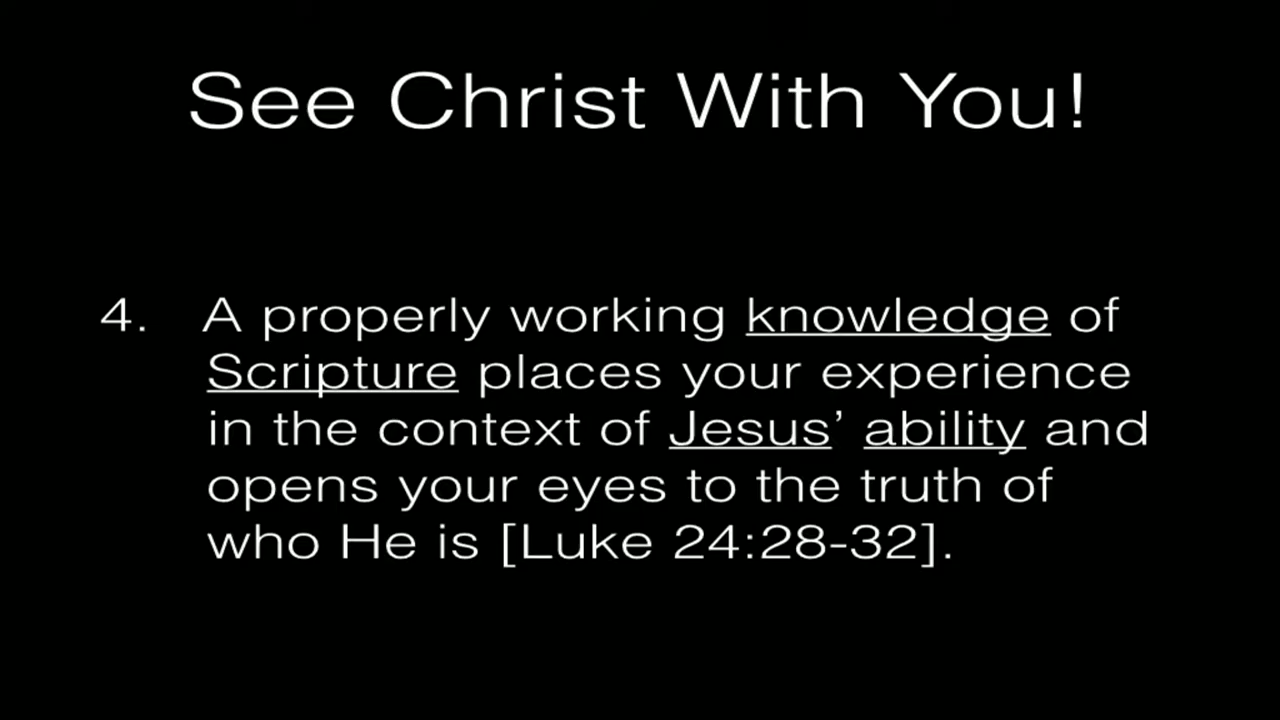 See Christ With You!
4. A properly working knowledge of
Scripture places your experience
in the context of Jesus’ ability and
opens your eyes to the truth of
who He is [Luke 24:28-32].